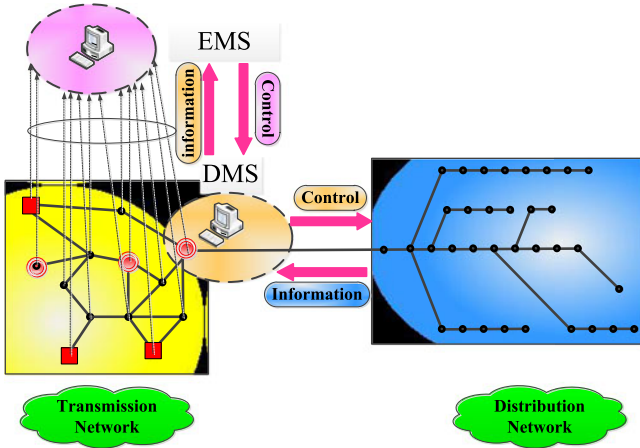 EMS
information
Control
DMS
Control
Information
Transmission
Network
Distribution
Network